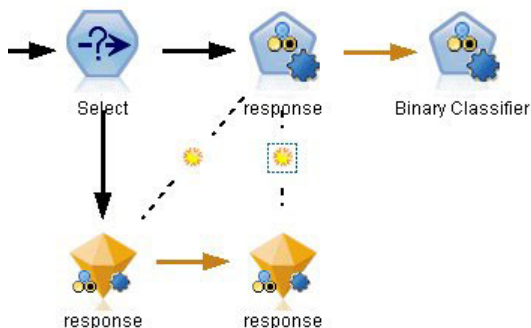 Select
response
Binary Classifier
response
response